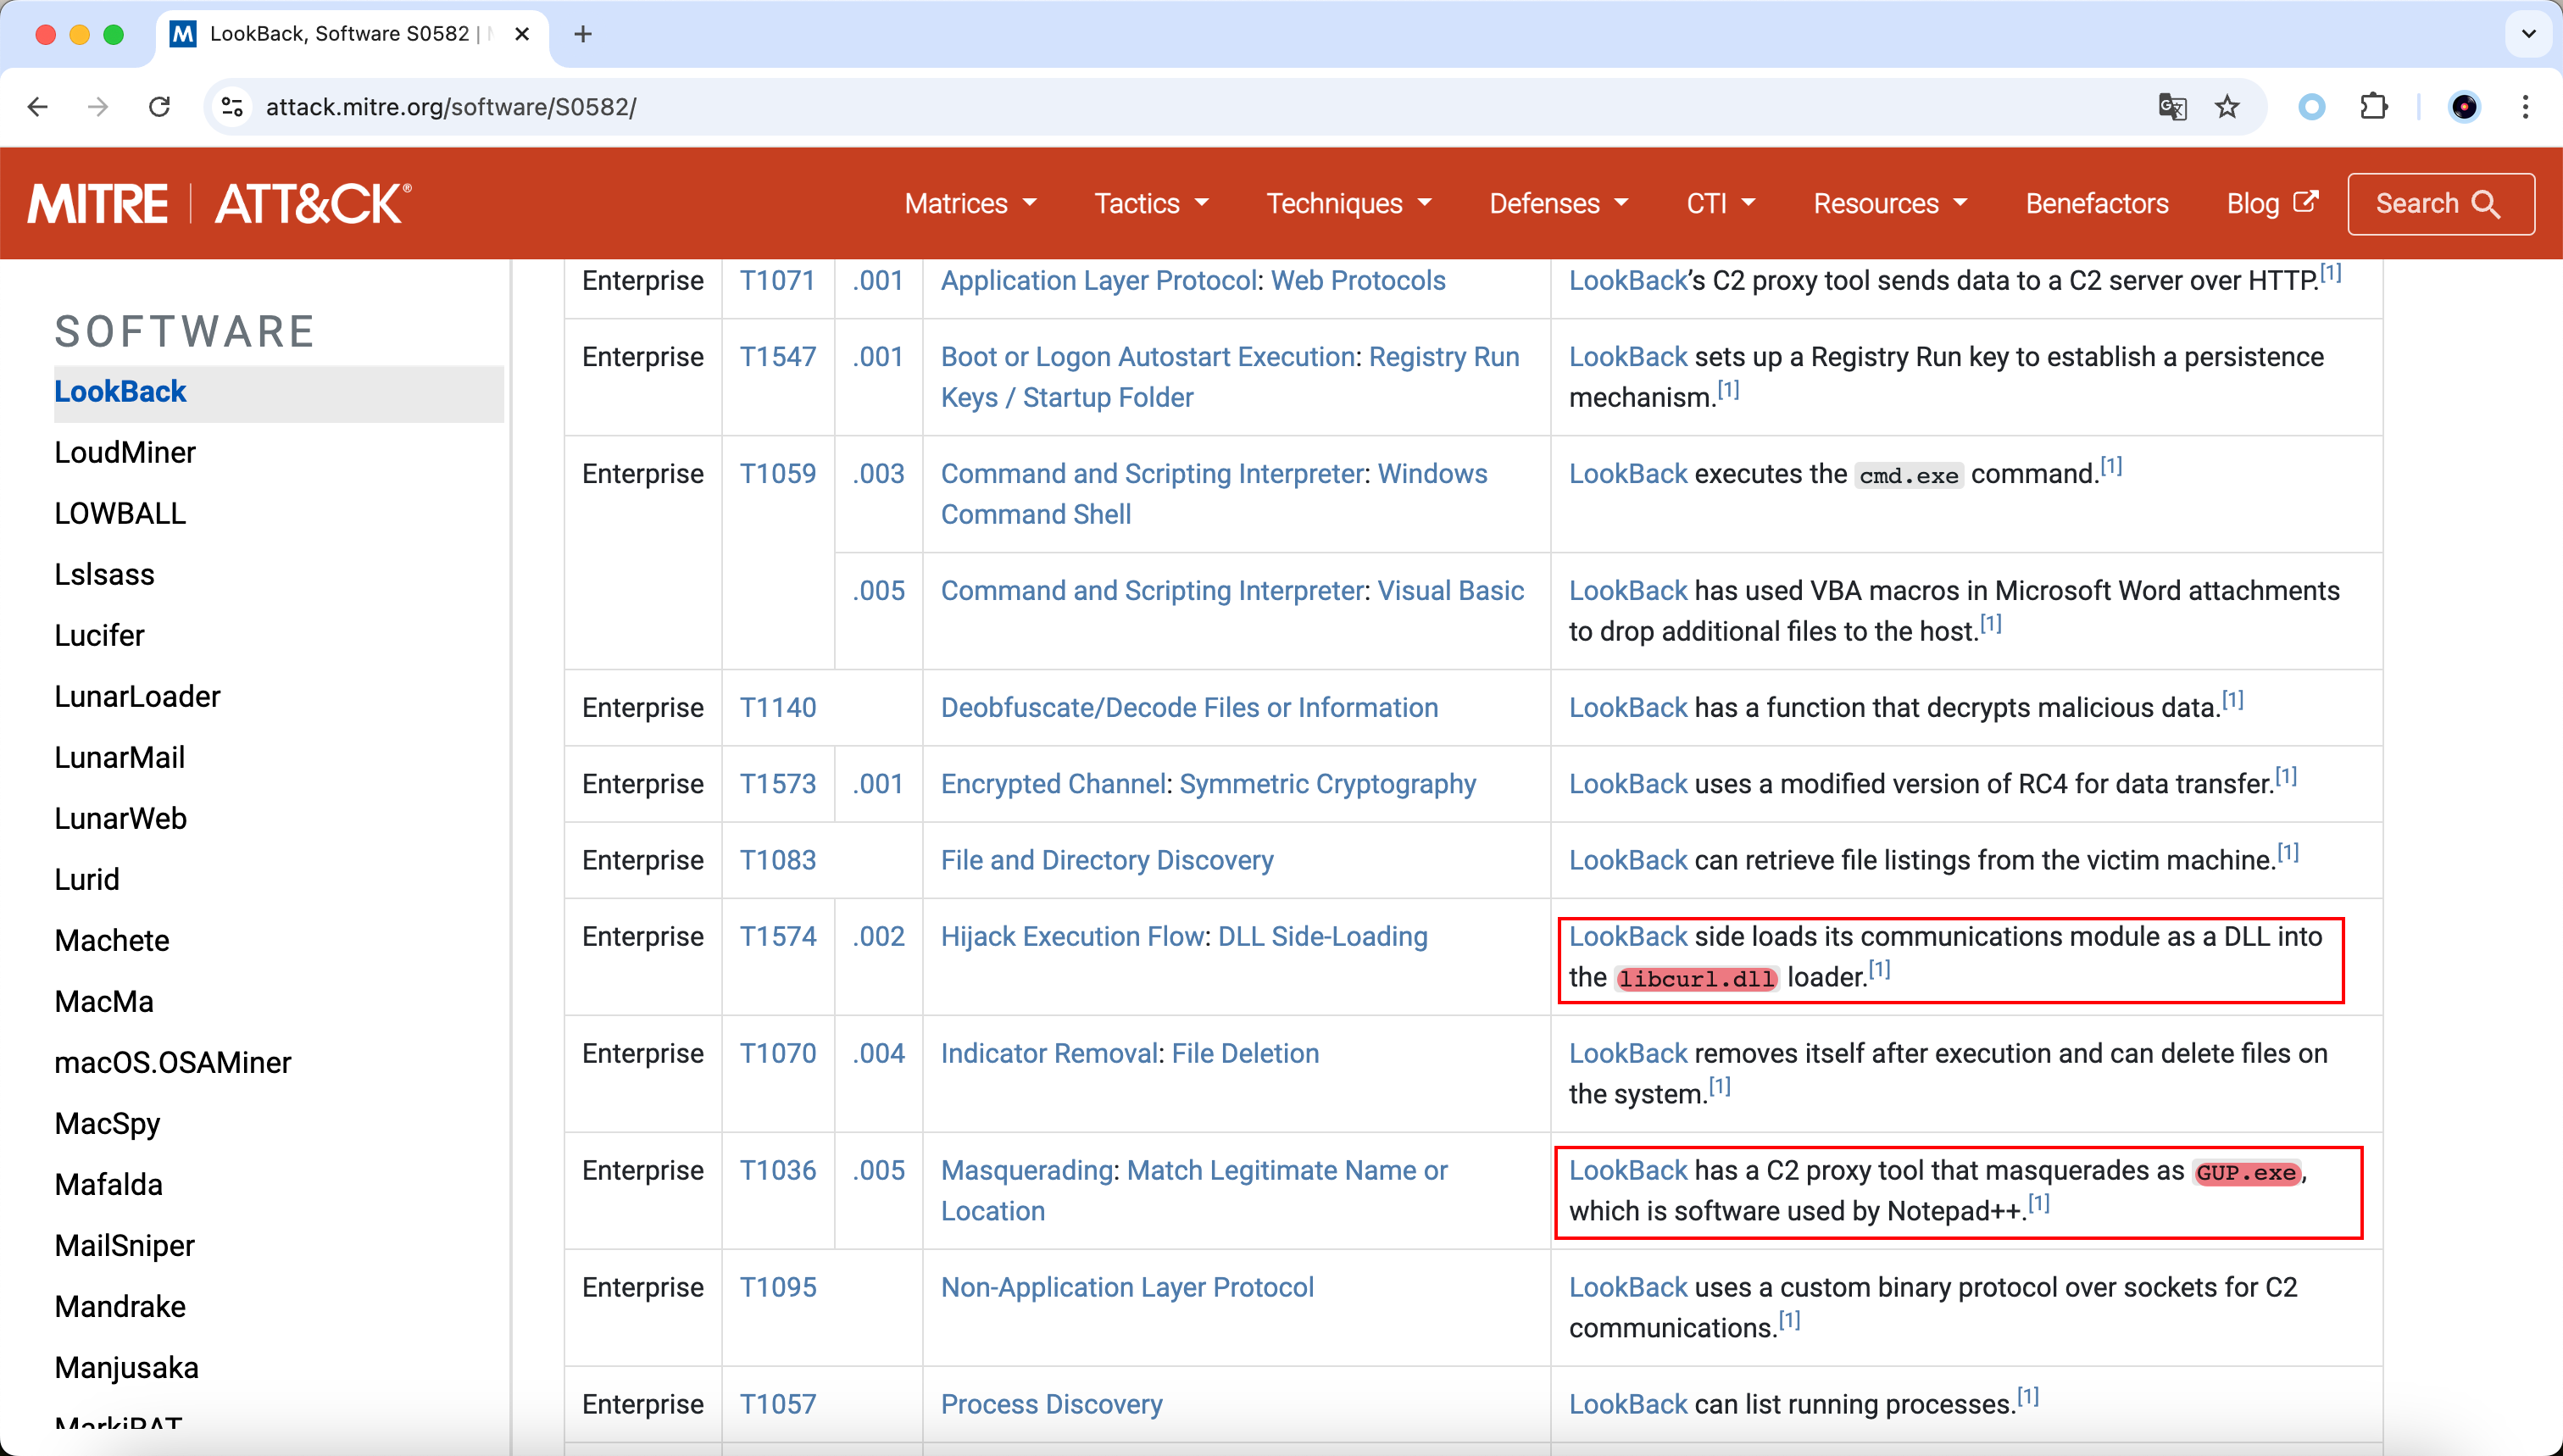 LookBack, Software S0582 |
attack.mitre.org/software/S0582/
MITRE | ATT&CK®
Matrices
Tactics
Techniques
Defenses
CTI
Resources
Benefactors
Blog
Search
SOFTWARE
LookBack
LoudMiner
LOWBALL
Lslsass
Lucifer
LunarLoader
LunarMail
LunarWeb
Lurid
Machete
MacMa
macOS.OSAMiner
MacSpy
Mafalda
MailSniper
Mandrake
Manjusaka
MarkiRAT
Enterprise T1071 .001 Application Layer Protocol: Web Protocols LookBack’s C2 proxy tool sends data to a C2 server over HTTP.[1]
Enterprise T1547 .001 Boot or Logon Autostart Execution: Registry Run LookBack sets up a Registry Run key to establish a persistence
Keys / Startup Folder mechanism.[1]
Enterprise T1059 .003 Command and Scripting Interpreter: Windows LookBack executes the cmd.exe command.[1]
Command Shell
.005 Command and Scripting Interpreter: Visual Basic LookBack has used VBA macros in Microsoft Word attachments
to drop additional files to the host.[1]
Enterprise T1140 Deobfuscate/Decode Files or Information LookBack has a function that decrypts malicious data.[1]
Enterprise T1573 .001 Encrypted Channel: Symmetric Cryptography LookBack uses a modified version of RC4 for data transfer.[1]
Enterprise T1083 File and Directory Discovery LookBack can retrieve file listings from the victim machine.[1]
Enterprise T1574 .002 Hijack Execution Flow: DLL Side-Loading LookBack side loads its communications module as a DLL into
the libcurl.dll loader.[1]
Enterprise T1070 .004 Indicator Removal: File Deletion LookBack removes itself after execution and can delete files on
the system.[1]
Enterprise T1036 .005 Masquerading: Match Legitimate Name or LookBack has a C2 proxy tool that masquerades as GUP.exe,
Location which is software used by Notepad++.[1]
Enterprise T1095 Non-Application Layer Protocol LookBack uses a custom binary protocol over sockets for C2
communications.[1]
Enterprise T1057 Process Discovery LookBack can list running processes.[1]